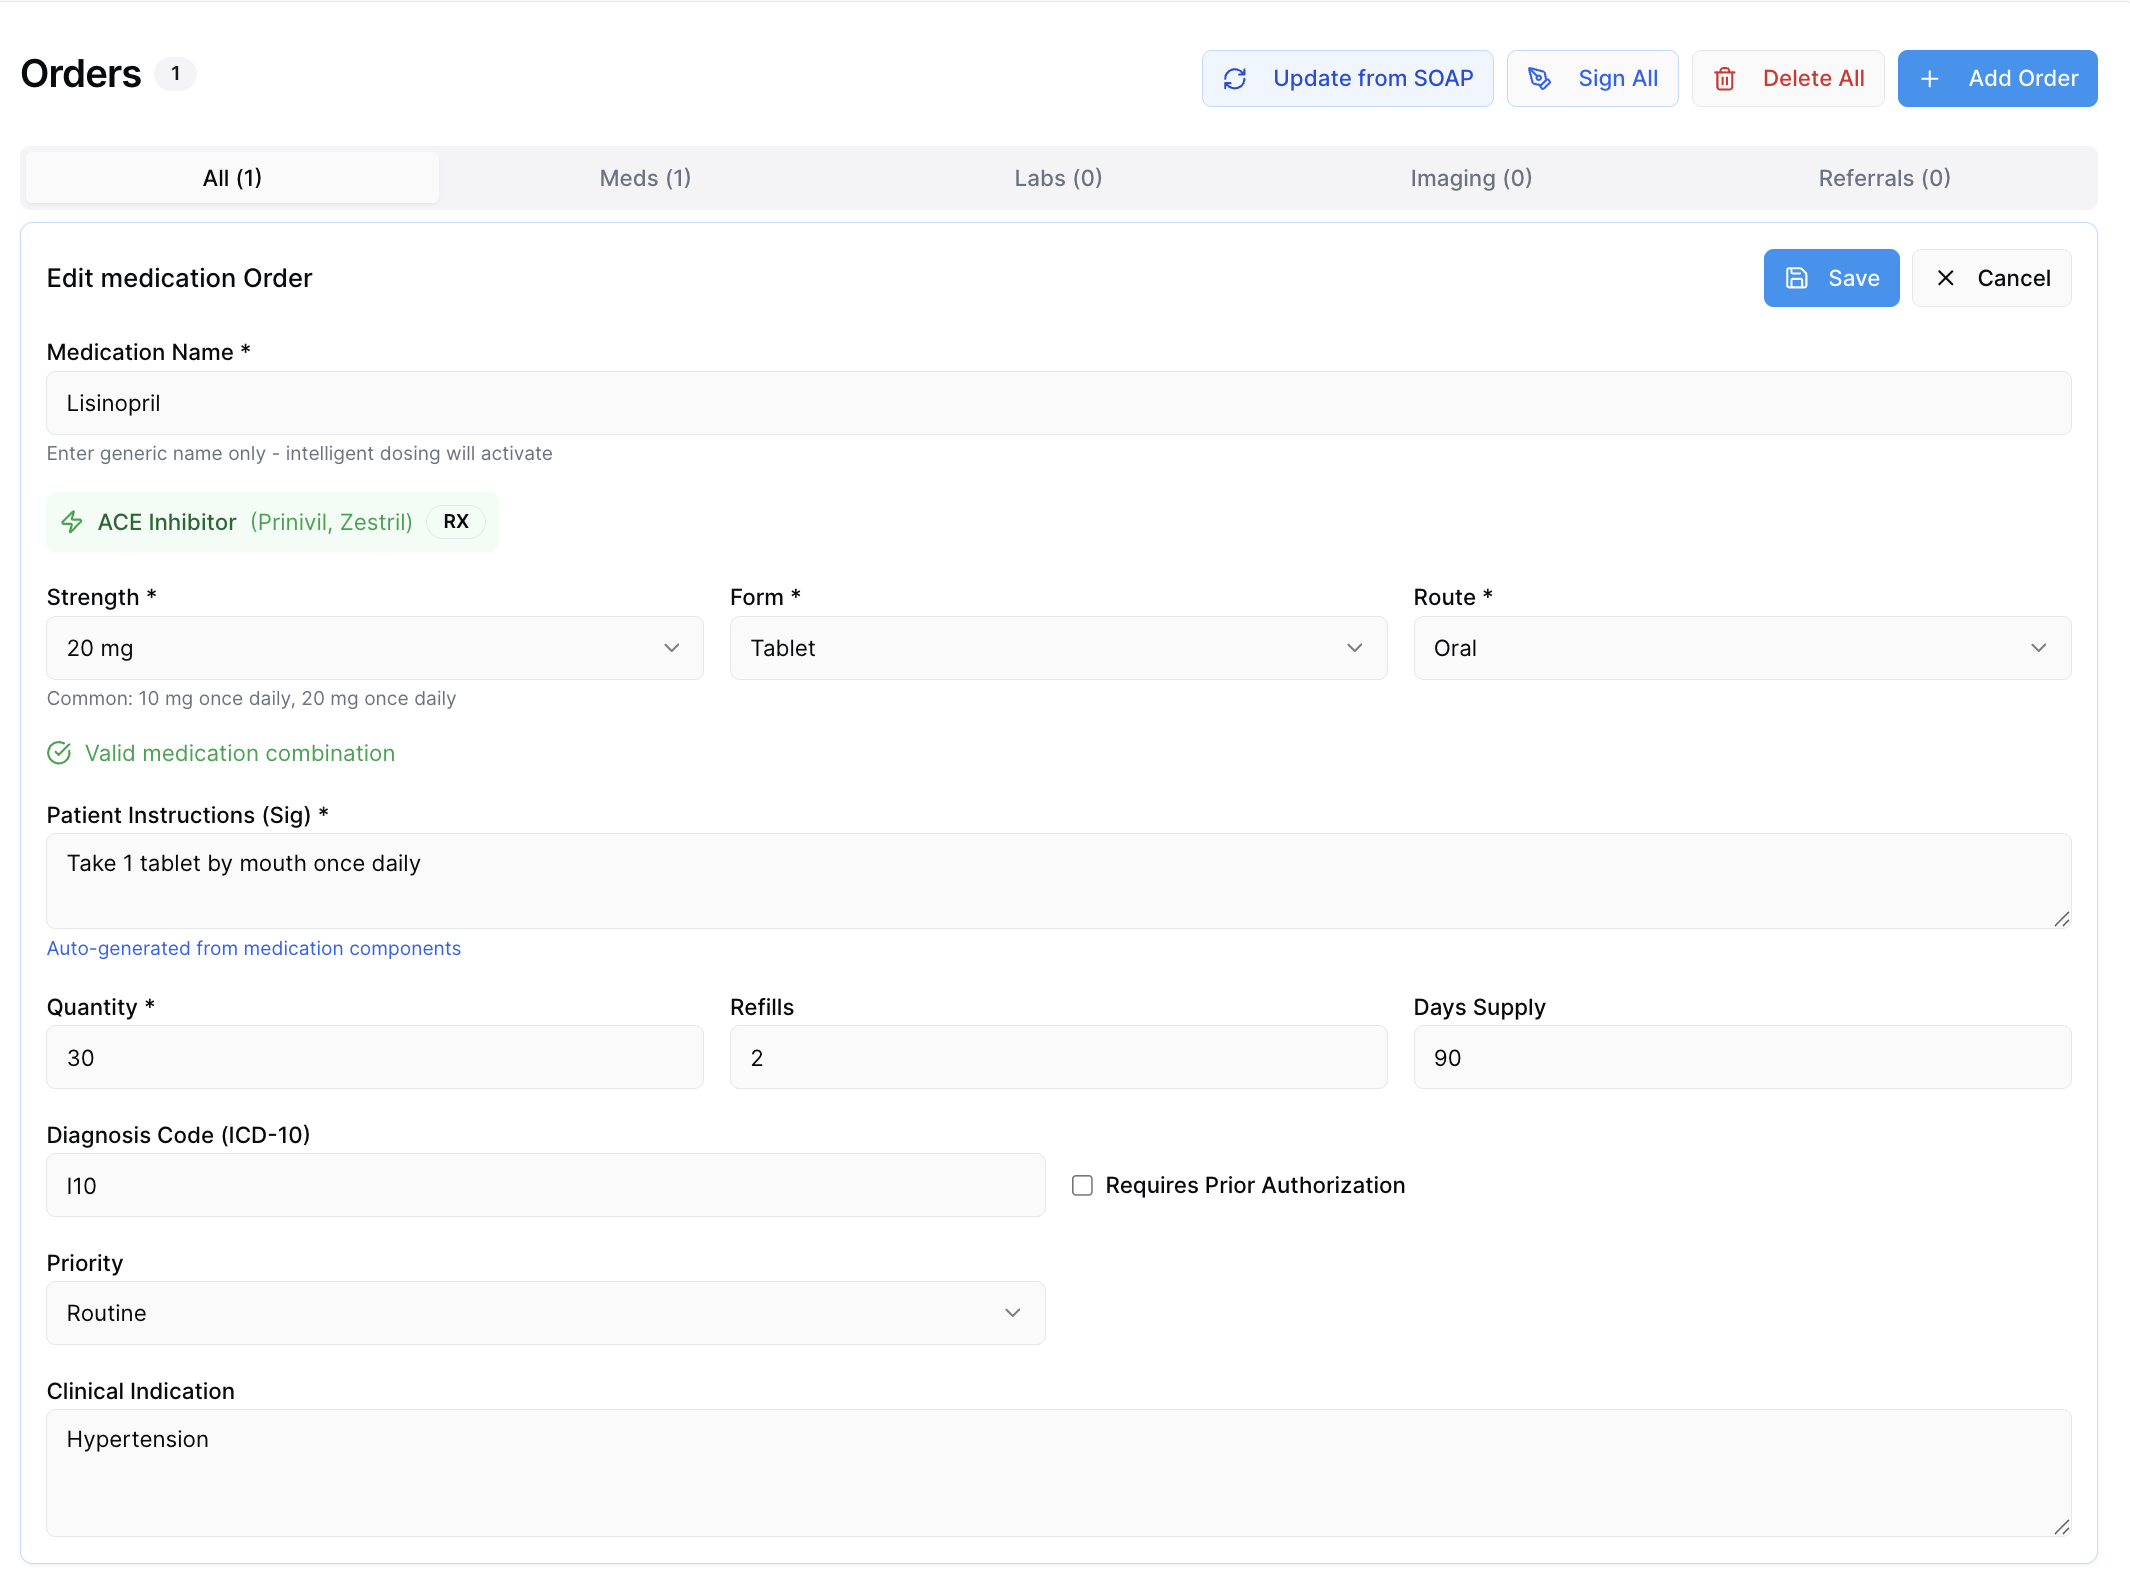 Orders 1
Update from SOAP
Sign All
Delete All
Add Order
All (1)
Meds (1)
Labs (0)
Imaging (0)
Referrals (0)
Edit medication Order
Save
Cancel
Medication Name *
Lisinopril
Enter generic name only - intelligent dosing will activate
ACE Inhibitor (Prinivil, Zestril) RX
Strength *
20 mg
Common: 10 mg once daily, 20 mg once daily
Form *
Tablet
Route *
Oral
Valid medication combination
Patient Instructions (Sig) *
Take 1 tablet by mouth once daily
Auto-generated from medication components
Quantity *
30
Refills
2
Days Supply
90
Diagnosis Code (ICD-10)
I10
Requires Prior Authorization
Priority
Routine
Clinical Indication
Hypertension